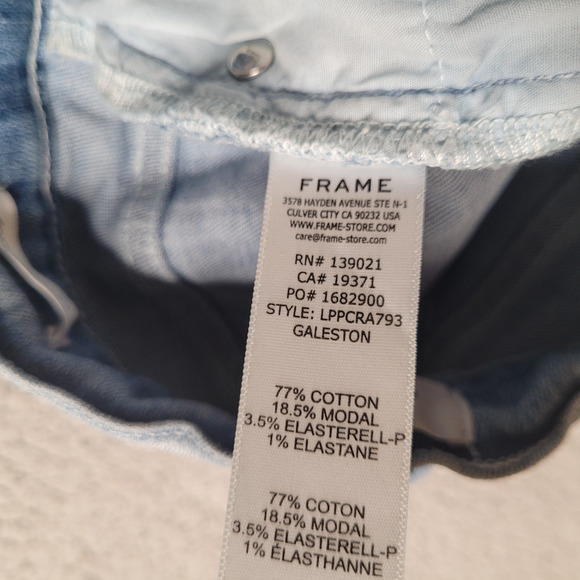 FRAME
3578 HAYDEN AVENUE STE N-1
CULVER CITY CA 90232 USA
WWW.FRAME-STORE.COM
care@frame-store.com
RN# 139021
CA# 19371
PO# 1682900
STYLE: LPPCRA793
GALESTON
77% COTTON
18.5% MODAL
3.5% ELASTERELL-P
1% ELASTANE
77% COTON
18.5% MODAL
3.5% ELASTERELL-P
1% ÉLASTHANNE